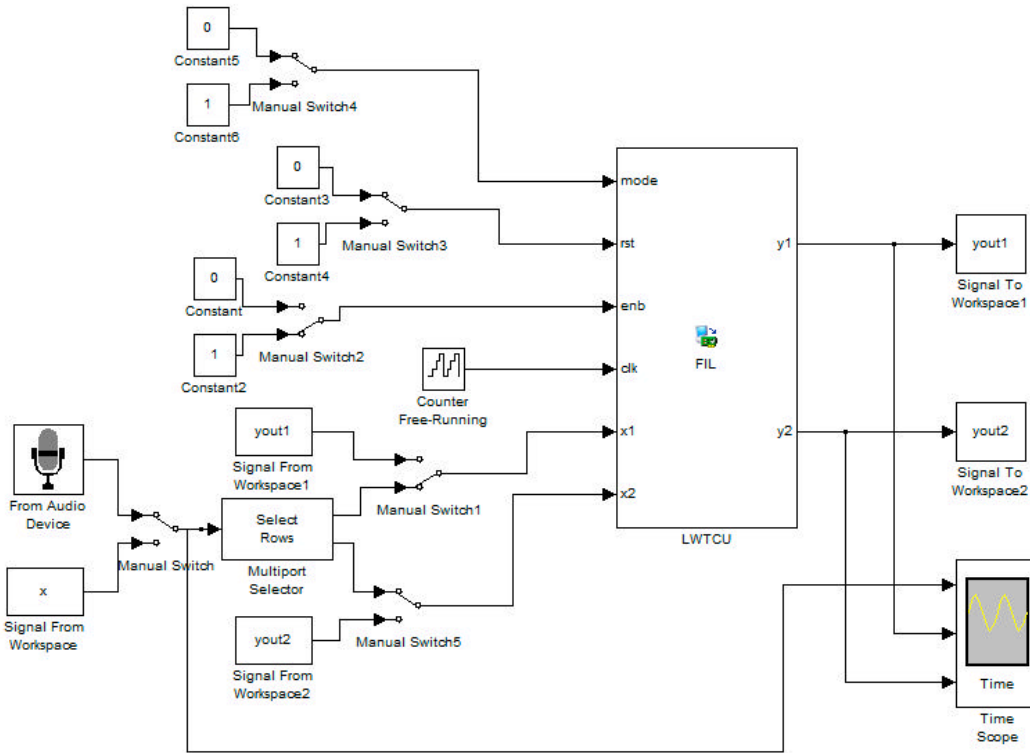 0
Constant5
1
Constant6
Manual Switch4
0
Constant3
1
Constant4
Manual Switch3
0
Constant
1
Constant2
Manual Switch2
Counter
Free-Running
From Audio
Device
x
Signal From
Workspace
Manual Switch
yout1
Signal From
Workspace1
Manual Switch1
Select
Rows
Multiport
Selector
yout2
Signal From
Workspace2
Manual Switch5
mode
rst
enb
clk
x1
x2
FIL
y1
y2
LWTCU
yout1
Signal To
Workspace1
yout2
Signal To
Workspace2
Time
Time
Scope